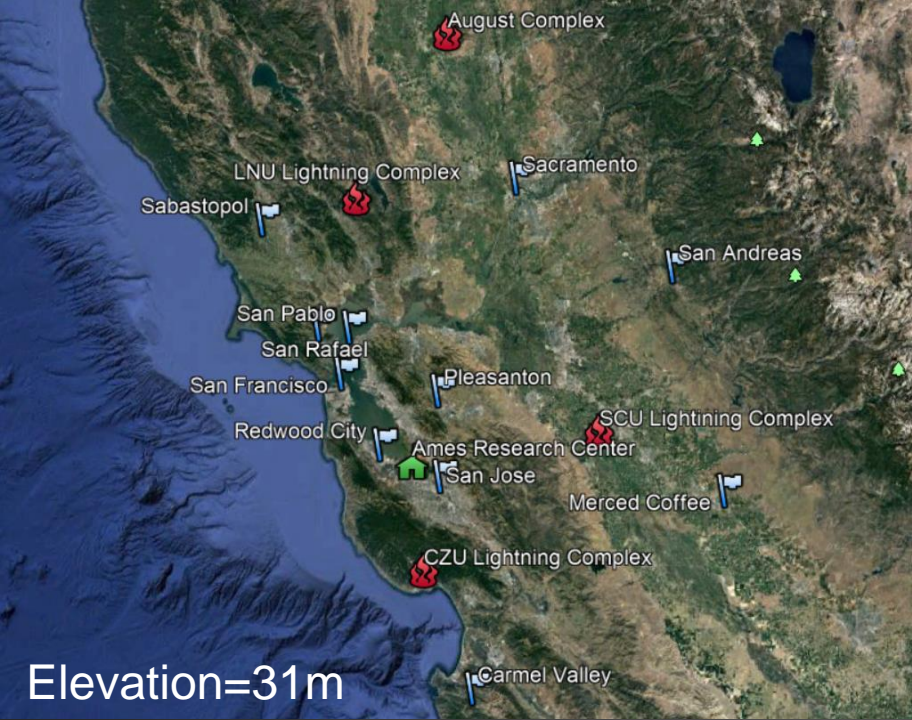 August Complex
Sacramento
LNU Lightning Complex
Sabastopol
San Andreas
San Pablo
San Rafael
San Francisco
Pleasanton
SCU Lightining Complex
Redwood City
Ames Research Center
San Jose
Merced Coffee
CZU Lightning Complex
Carmel Valley
Elevation=31m